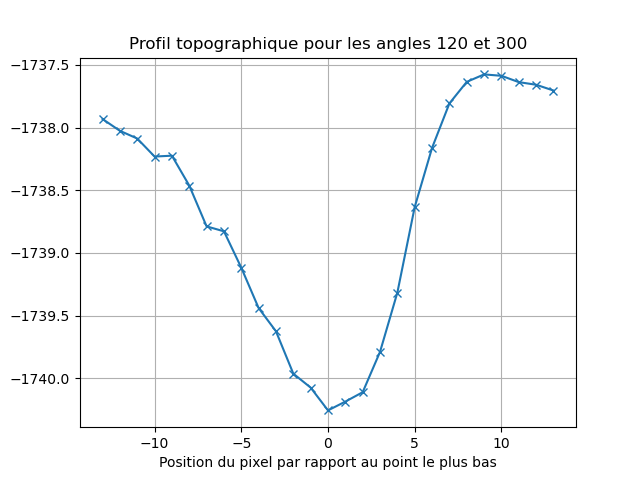 Profil topographique pour les angles 120 et 300
−1737.5
−1738.0
−1738.5
−1739.0
−1739.5
−1740.0
−10 −5 0 5 10
Position du pixel par rapport au point le plus bas